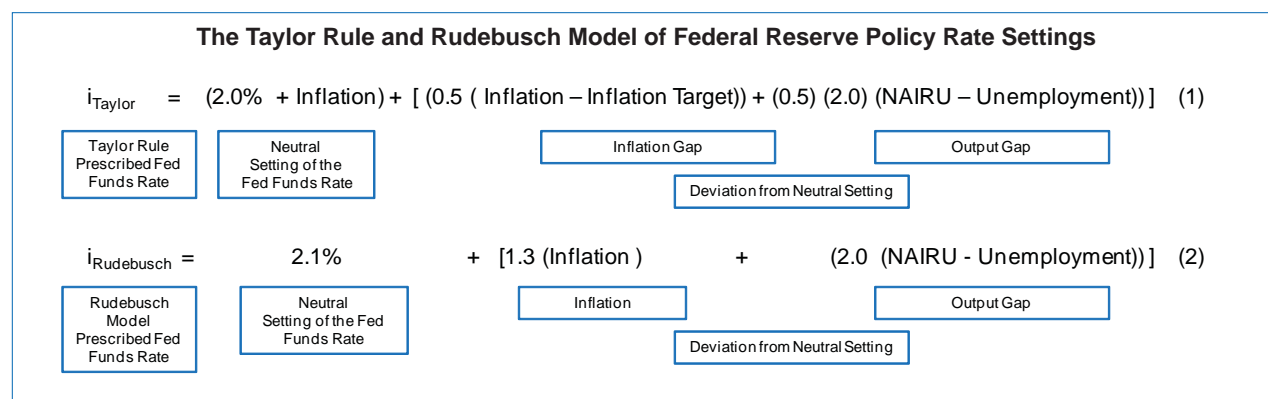 The Taylor Rule and Rudebusch Model of Federal Reserve Policy Rate Settings
i_Taylor = (2.0% + Inflation) + [ (0.5 ( Inflation – Inflation Target)) + (0.5) (2.0) (NAIRU – Unemployment)) ] (1)
Taylor Rule
Prescribed Fed
Funds Rate
Neutral
Setting of the
Fed Funds Rate
Inflation Gap
Output Gap
Deviation from Neutral Setting
i_Rudebusch = 2.1% + [1.3 (Inflation ) + (2.0 (NAIRU - Unemployment)) ] (2)
Rudebusch
Model
Prescribed Fed
Funds Rate
Neutral
Setting of the Fed
Funds Rate
Inflation
Output Gap
Deviation from Neutral Setting